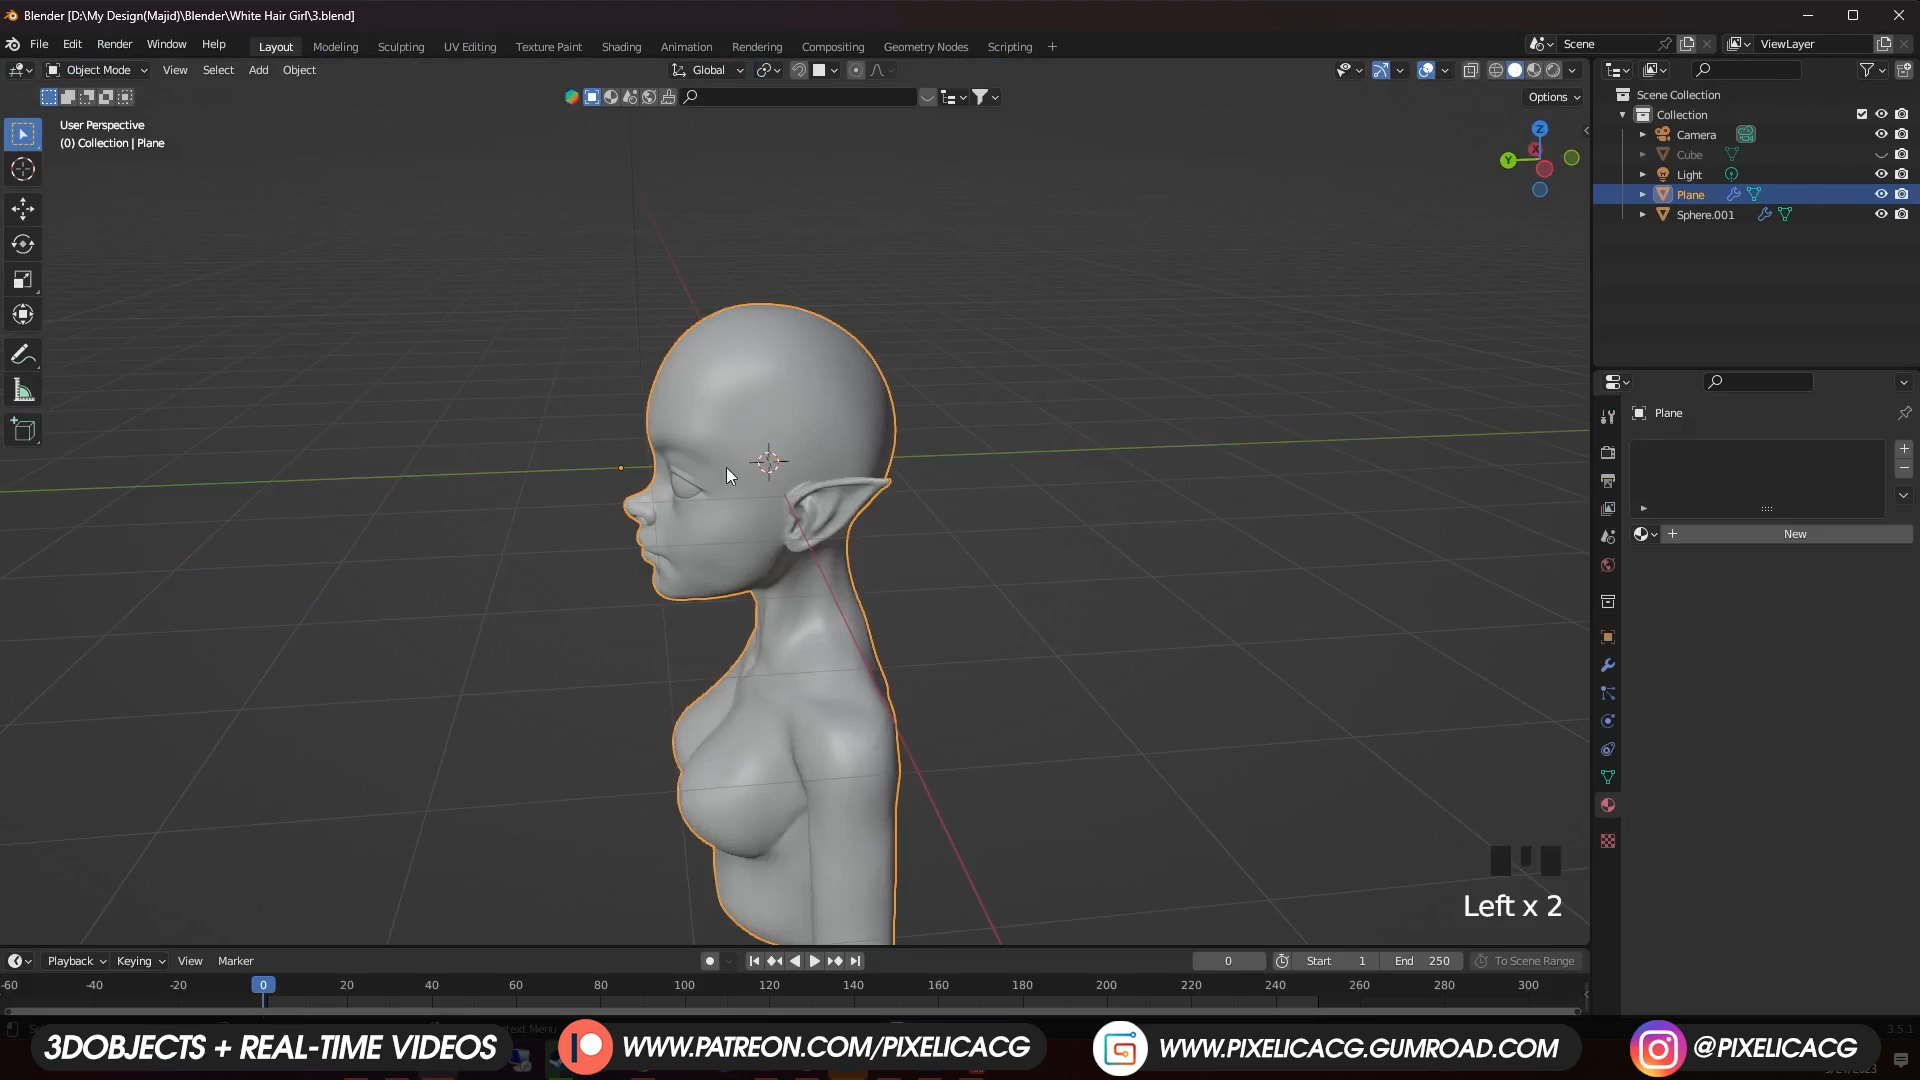 Blender [D:\My Design(Majid)\Blender\White Hair Girl\3.blend]
File Edit Render Window Help Layout Modeling Sculpting UV Editing Texture Paint Shading Animation Rendering Compositing Geometry Nodes Scripting + Scene ViewLayer
Object Mode View Select Add Object Global
Options
User Perspective
(0) Collection | Plane
Z
X
Y
Scene Collection
Collection
Camera
Cube
Light
Plane
Sphere.001
Plane
New
Left x 2
Playback Keying View Marker 0 Start 1 End 250 To Scene Range
-60 -40 -20 0 20 40 60 80 100 120 140 160 180 200 220 240 260 280 300
3.5.1
3DOBJECTS + REAL-TIME VIDEOS WWW.PATREON.COM/PIXELICACG WWW.PIXELICACG.GUMROAD.COM @PIXELICACG